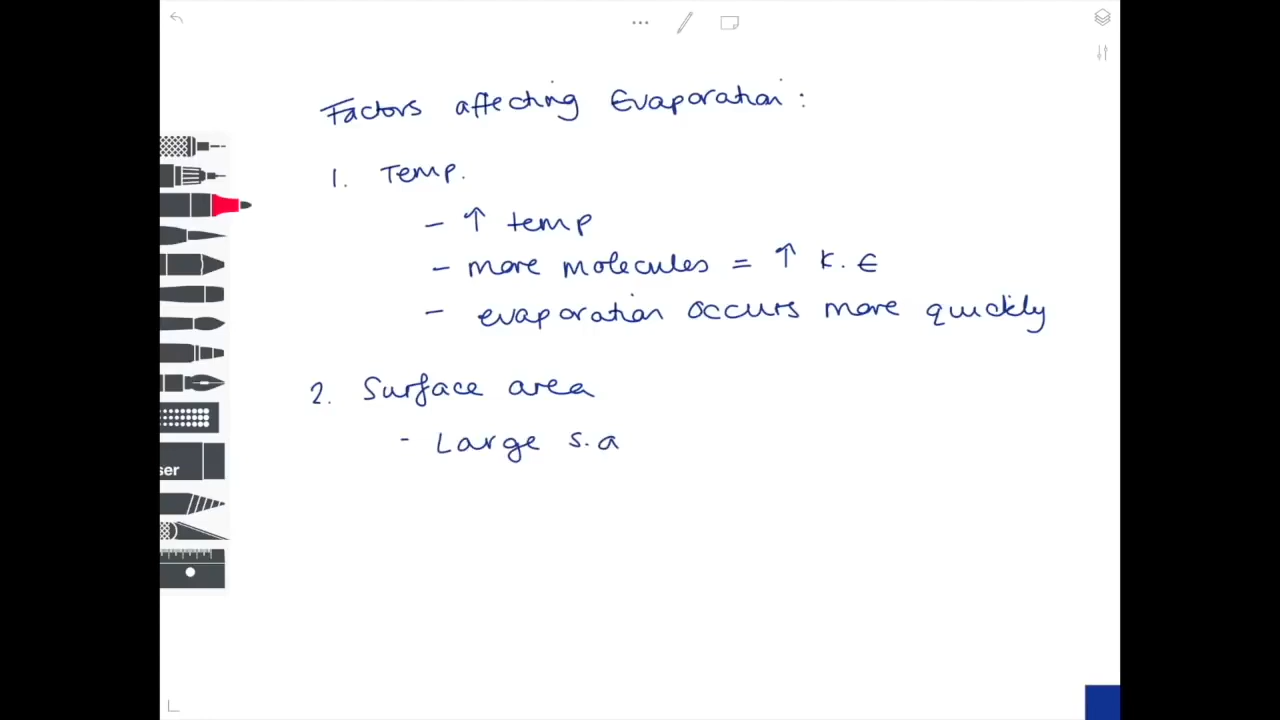 Factors affecting Evaporation:
1. Temp.
- ↑ temp
- more molecules = ↑ K.E
- evaporation occurs more quickly
2. Surface area
- Large s.a
ser